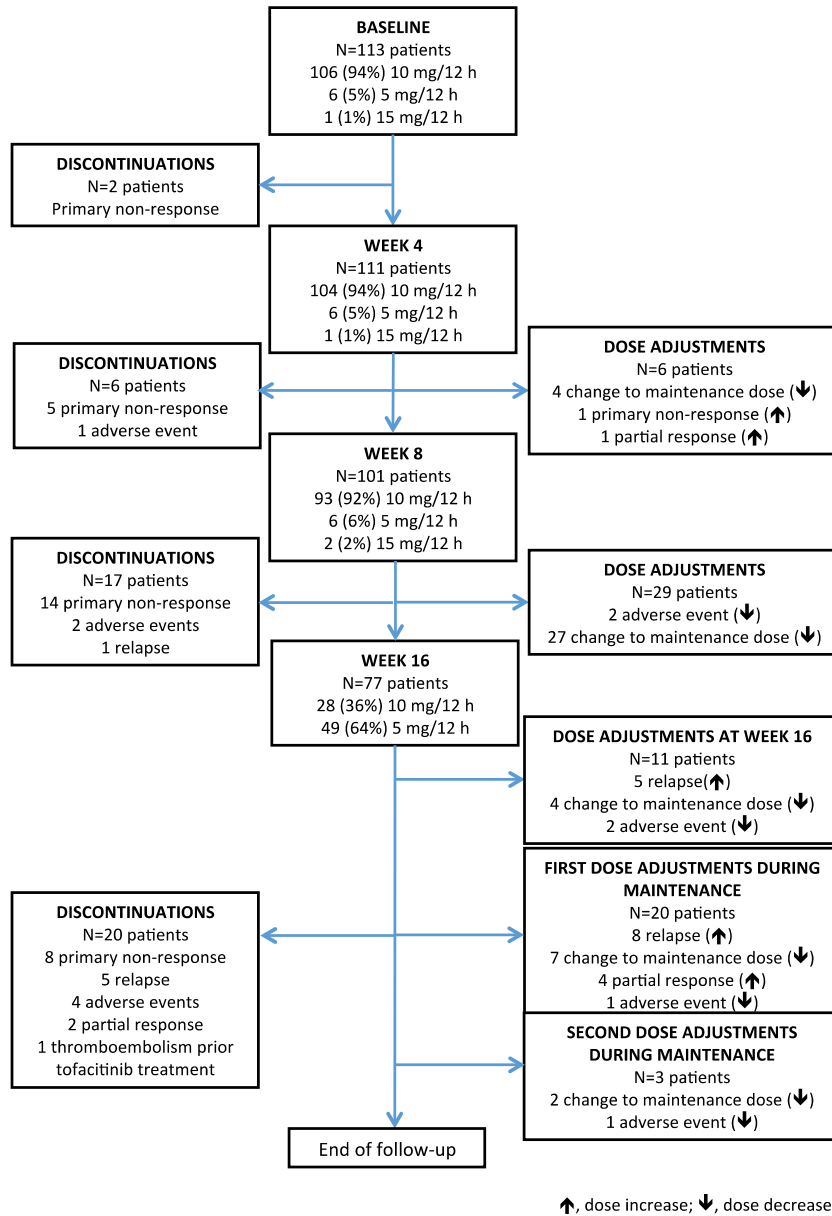 BASELINE
N=113 patients
106 (94%) 10 mg/12 h
6 (5%) 5 mg/12 h
1 (1%) 15 mg/12 h
DISCONTINUATIONS
N=2 patients
Primary non-response
WEEK 4
N=111 patients
104 (94%) 10 mg/12 h
6 (5%) 5 mg/12 h
1 (1%) 15 mg/12 h
DISCONTINUATIONS
N=6 patients
5 primary non-response
1 adverse event
DOSE ADJUSTMENTS
N=6 patients
4 change to maintenance dose (🡫)
1 primary non-response (🡩)
1 partial response (🡩)
WEEK 8
N=101 patients
93 (92%) 10 mg/12 h
6 (6%) 5 mg/12 h
2 (2%) 15 mg/12 h
DISCONTINUATIONS
N=17 patients
14 primary non-response
2 adverse events
1 relapse
DOSE ADJUSTMENTS
N=29 patients
2 adverse event (🡫)
27 change to maintenance dose (🡫)
WEEK 16
N=77 patients
28 (36%) 10 mg/12 h
49 (64%) 5 mg/12 h
DOSE ADJUSTMENTS AT WEEK 16
N=11 patients
5 relapse(🡩)
4 change to maintenance dose (🡫)
2 adverse event (🡫)
FIRST DOSE ADJUSTMENTS DURING
MAINTENANCE
N=20 patients
8 relapse (🡩)
7 change to maintenance dose (🡫)
4 partial response (🡩)
1 adverse event (🡫)
DISCONTINUATIONS
N=20 patients
8 primary non-response
5 relapse
4 adverse events
2 partial response
1 thromboembolism prior
tofacitinib treatment
SECOND DOSE ADJUSTMENTS
DURING MAINTENANCE
N=3 patients
2 change to maintenance dose (🡫)
1 adverse event (🡫)
End of follow-up
🡩, dose increase; 🡫, dose decrease